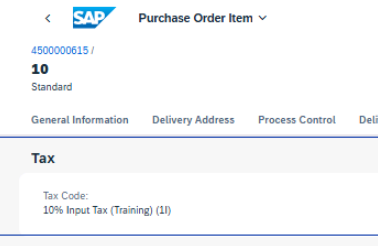 SAP Purchase Order Item
4500000615 /
10
Standard
General Information Delivery Address Process Control Deli
Tax
Tax Code:
10% Input Tax (Training) (1I)